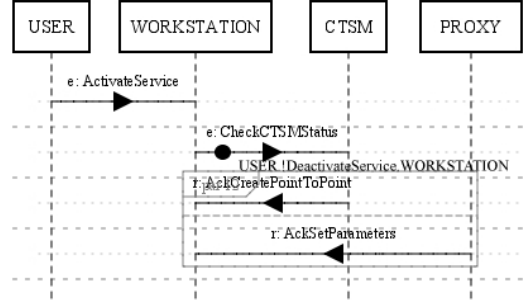 USER WORKSTATION CTSM PROXY
e: ActivateService
e: CheckCTSMStatus
USER !DeactivateService.WORKSTATION
r: AckCreatePointToPoint
r: AckSetParameters